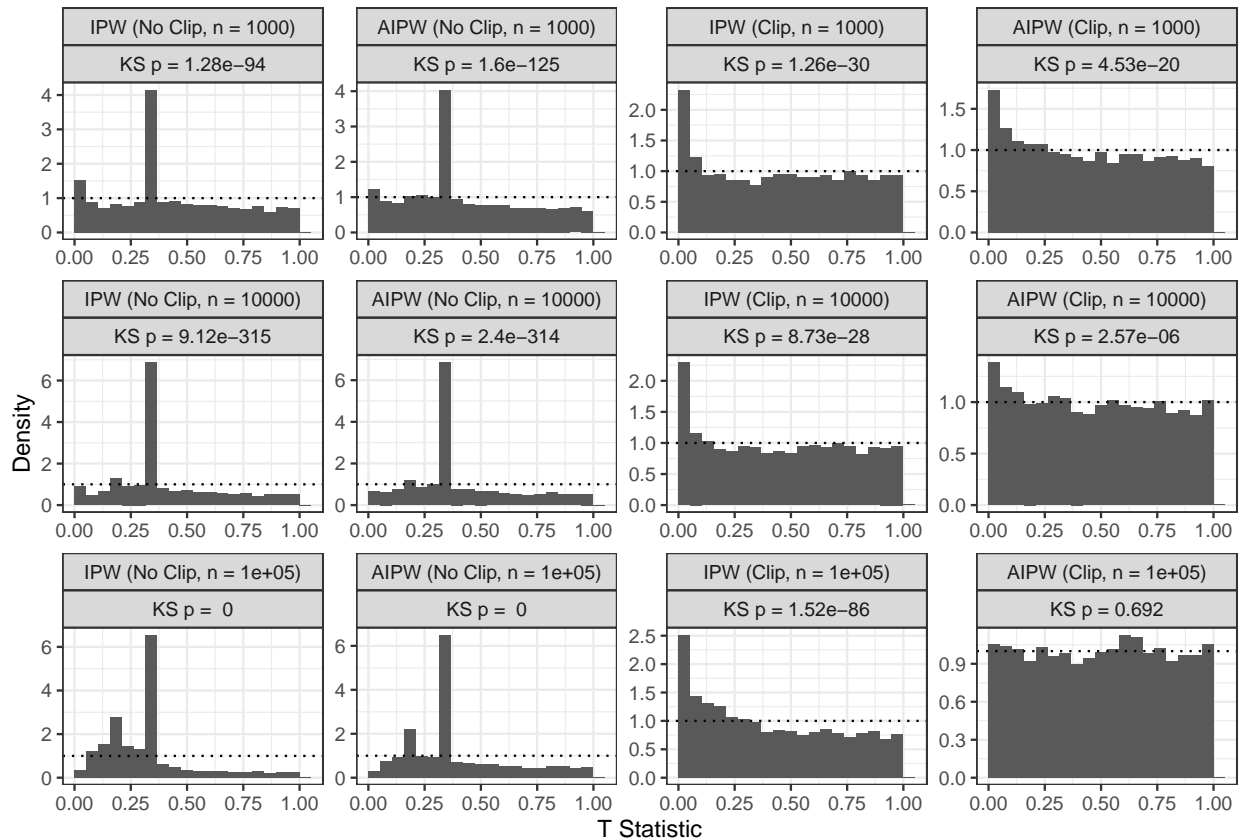 IPW (No Clip, n = 1000)
KS p = 1.28e−94
4
3
2
1
0
0.00 0.25 0.50 0.75 1.00
AIPW (No Clip, n = 1000)
KS p = 1.6e−125
4
3
2
1
0
0.00 0.25 0.50 0.75 1.00
IPW (Clip, n = 1000)
KS p = 1.26e−30
2.0
1.5
1.0
0.5
0.0
0.00 0.25 0.50 0.75 1.00
AIPW (Clip, n = 1000)
KS p = 4.53e−20
1.5
1.0
0.5
0.0
0.00 0.25 0.50 0.75 1.00
Density
IPW (No Clip, n = 10000)
KS p = 9.12e−315
6
4
2
0
0.00 0.25 0.50 0.75 1.00
AIPW (No Clip, n = 10000)
KS p = 2.4e−314
6
4
2
0
0.00 0.25 0.50 0.75 1.00
IPW (Clip, n = 10000)
KS p = 8.73e−28
2.0
1.5
1.0
0.5
0.0
0.00 0.25 0.50 0.75 1.00
AIPW (Clip, n = 10000)
KS p = 2.57e−06
1.0
0.5
0.0
0.00 0.25 0.50 0.75 1.00
IPW (No Clip, n = 1e+05)
KS p = 0
6
4
2
0
0.00 0.25 0.50 0.75 1.00
AIPW (No Clip, n = 1e+05)
KS p = 0
6
4
2
0
0.00 0.25 0.50 0.75 1.00
IPW (Clip, n = 1e+05)
KS p = 1.52e−86
2.5
2.0
1.5
1.0
0.5
0.0
0.00 0.25 0.50 0.75 1.00
AIPW (Clip, n = 1e+05)
KS p = 0.692
0.9
0.6
0.3
0.0
0.00 0.25 0.50 0.75 1.00
T Statistic